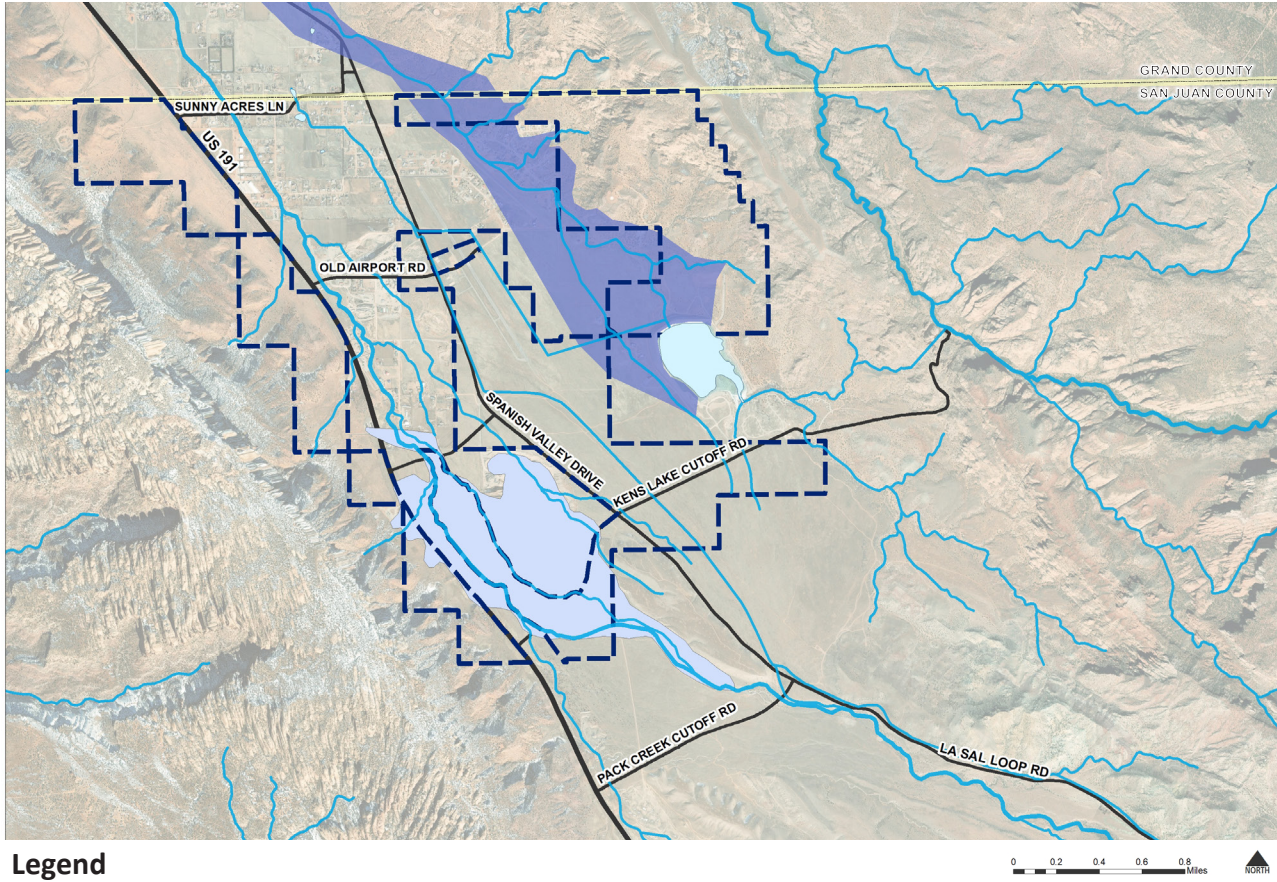 GRAND COUNTY
SAN JUAN COUNTY
SUNNY ACRES LN
US 191
OLD AIRPORT RD
SPANISH VALLEY DRIVE
KENS LAKE CUTOFF RD
PACK CREEK CUTOFF RD
LA SAL LOOP RD
Legend
0 0.2 0.4 0.6 0.8
Miles
NORTH